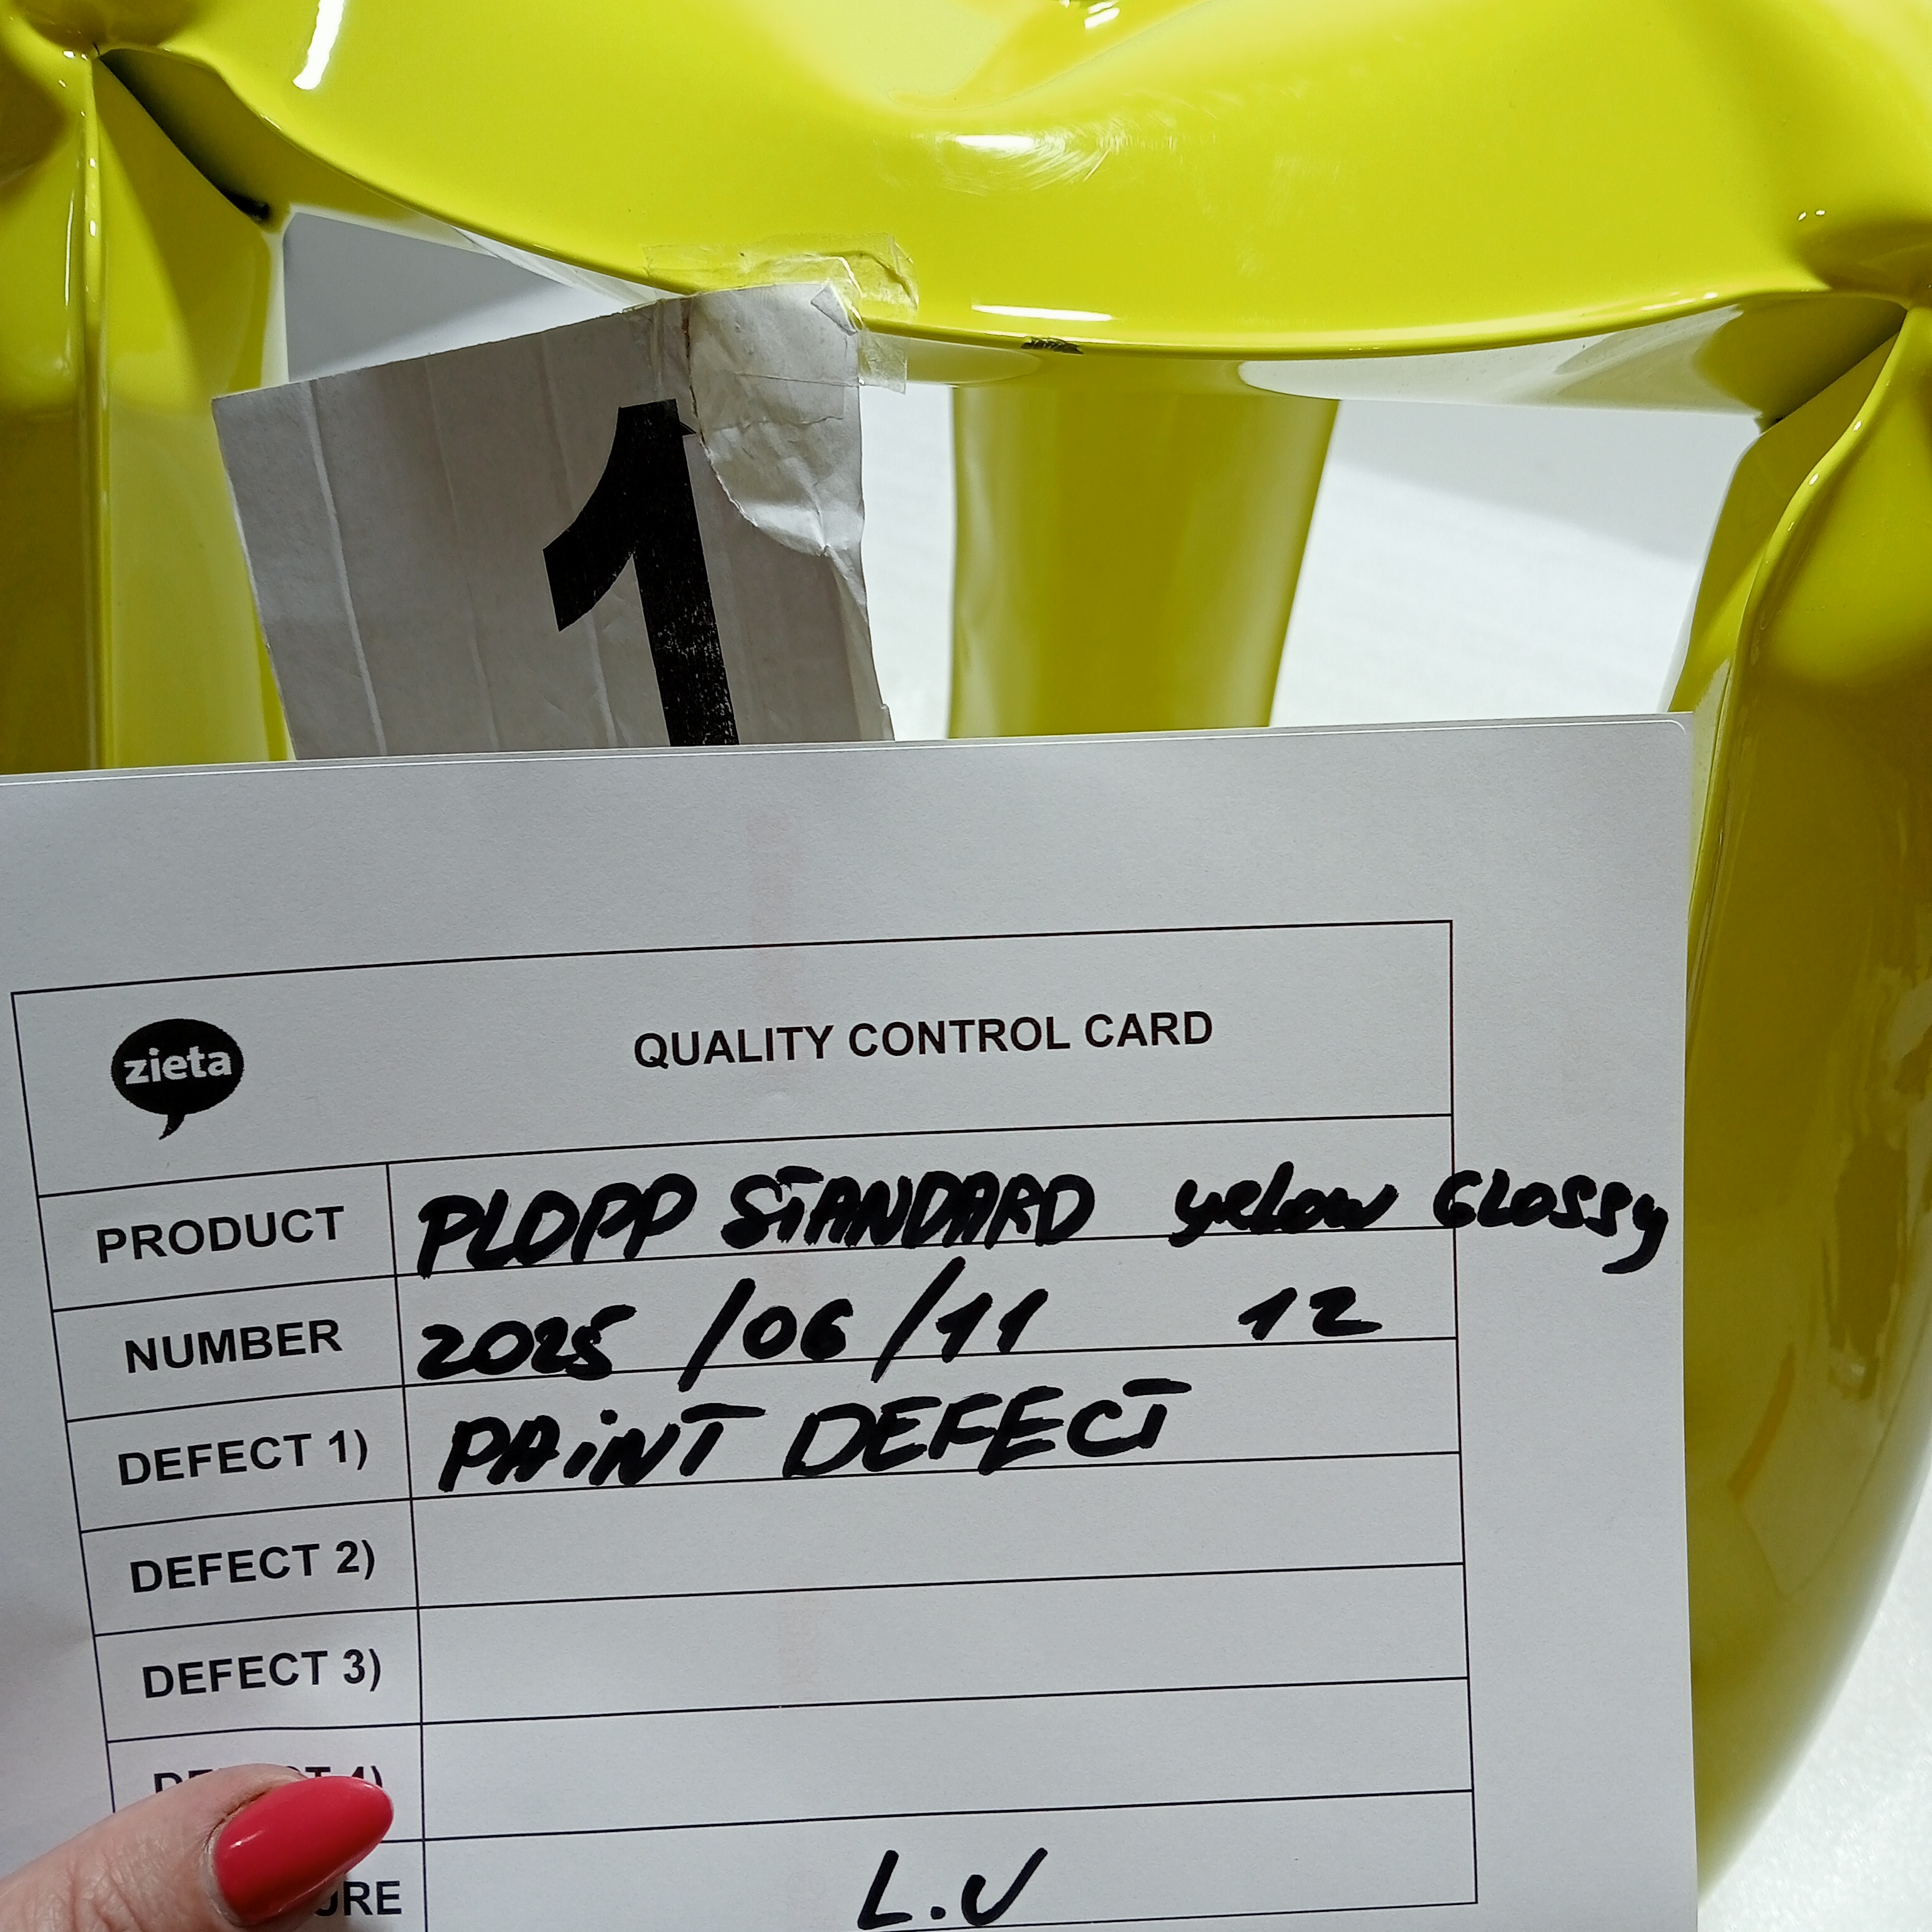 1
zieta
QUALITY CONTROL CARD
PRODUCT PLOPP STANDARD yelow GLOSSY
NUMBER 2025 /06/11 12
DEFECT 1) PAiNT DEFECT
DEFECT 2)
DEFECT 3)
L.U